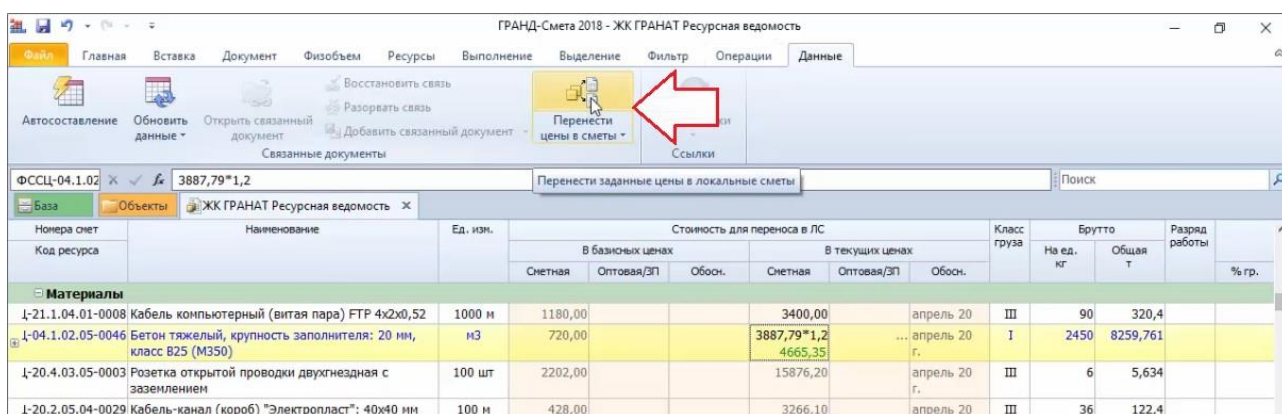 ГРАНД-Смета 2018 - ЖК ГРАНАТ Ресурсная ведомость
Файл Главная Вставка Документ Физобъем Ресурсы Выполнение Выделение Фильтр Операции Данные
Автосоставление
Обновить данные
Открыть связанный документ
Восстановить связь
Разорвать связь
Добавить связанный документ
Перенести цены в сметы
Связанные документы
Ссылки
ФССЦ-04.1.02 fx 3887,79*1,2
Перенести заданные цены в локальные сметы
Поиск
База Объекты ЖК ГРАНАТ Ресурсная ведомость
Номера смет Наименование Ед. изм. Стоимость для переноса в ЛС Класс груза Брутто Разряд работы
Код ресурса В базисных ценах В текущих ценах На ед. кг Общая т
Сметная Оптовая/ЗП Обосн. Сметная Оптовая/ЗП Обосн. % гр.
Материалы
-21.1.04.01-0008 Кабель компьютерный (витая пара) FTP 4х2х0,52 1000 м 1180,00 3400,00 апрель 20 III 90 320,4
-04.1.02.05-0046 Бетон тяжелый, крупность заполнителя: 20 мм, м3 720,00 3887,79*1,2 ... апрель 20 I 2450 8259,761
класс В25 (М350) 4665,35 г.
-20.4.03.05-0003 Розетка открытой проводки двухгнездная с 100 шт 2202,00 15876,20 апрель 20 III 6 5,634
заземлением г.
-20.2.05.04-0029 Кабель-канал (короб) "Электропласт": 40х40 мм 100 м 428,00 3266,10 апрель 20 III 36 122,4